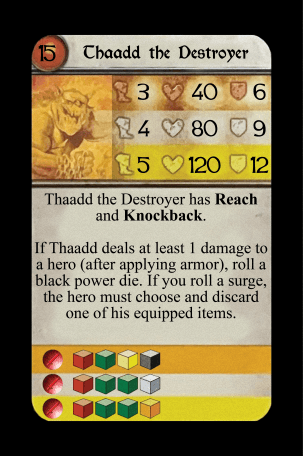 15 Thaadd the Destroyer
3 40 6
4 80 9
5 120 12
Thaadd the Destroyer has Reach
and Knockback.
If Thaadd deals at least 1 damage to
a hero (after applying armor), roll a
black power die. If you roll a surge,
the hero must choose and discard
one of his equipped items.